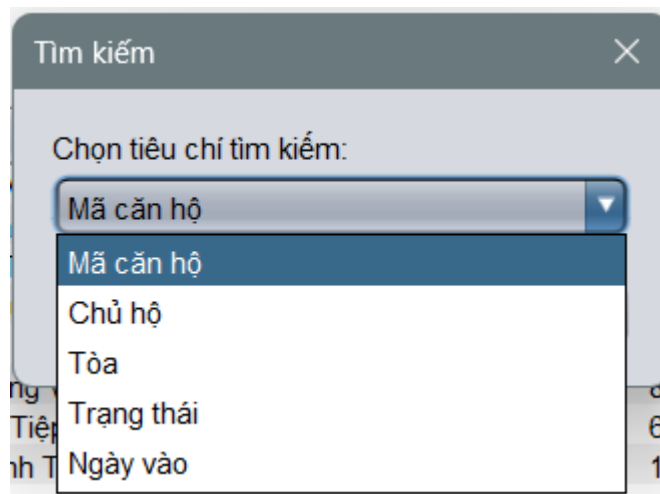 Tìm kiếm
Chọn tiêu chí tìm kiếm:
Mã căn hộ
Mã căn hộ
Chủ hộ
Tòa
Trạng thái
Ngày vào